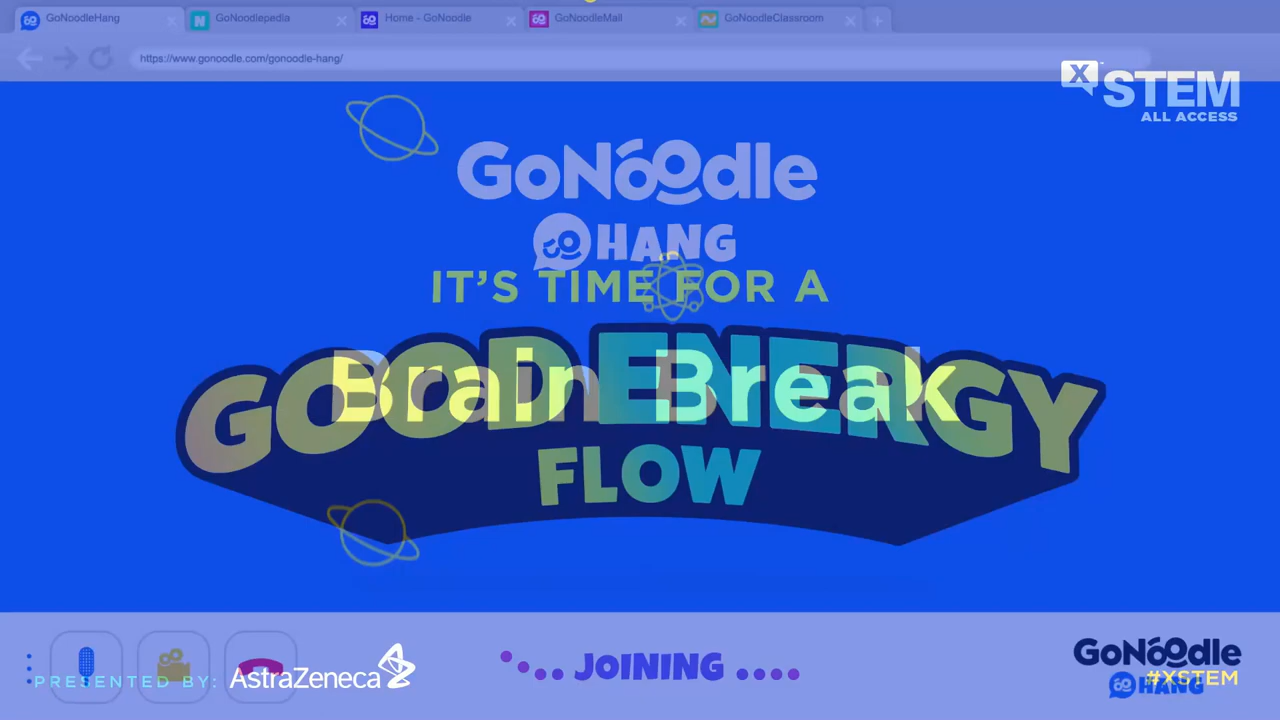 GoNoodleHang
GoNoodlepedia
Home - GoNoodle
GoNoodleMail
GoNoodleClassroom
https://www.gonoodle.com/gonoodle-hang/
X STEM
ALL ACCESS
GoNoodle
HANG
IT'S TIME FOR A
GOOD ENERGY
Brain Break
FLOW
PRESENTED BY: AstraZeneca
JOINING
GoNoodle
HANG
#XSTEM